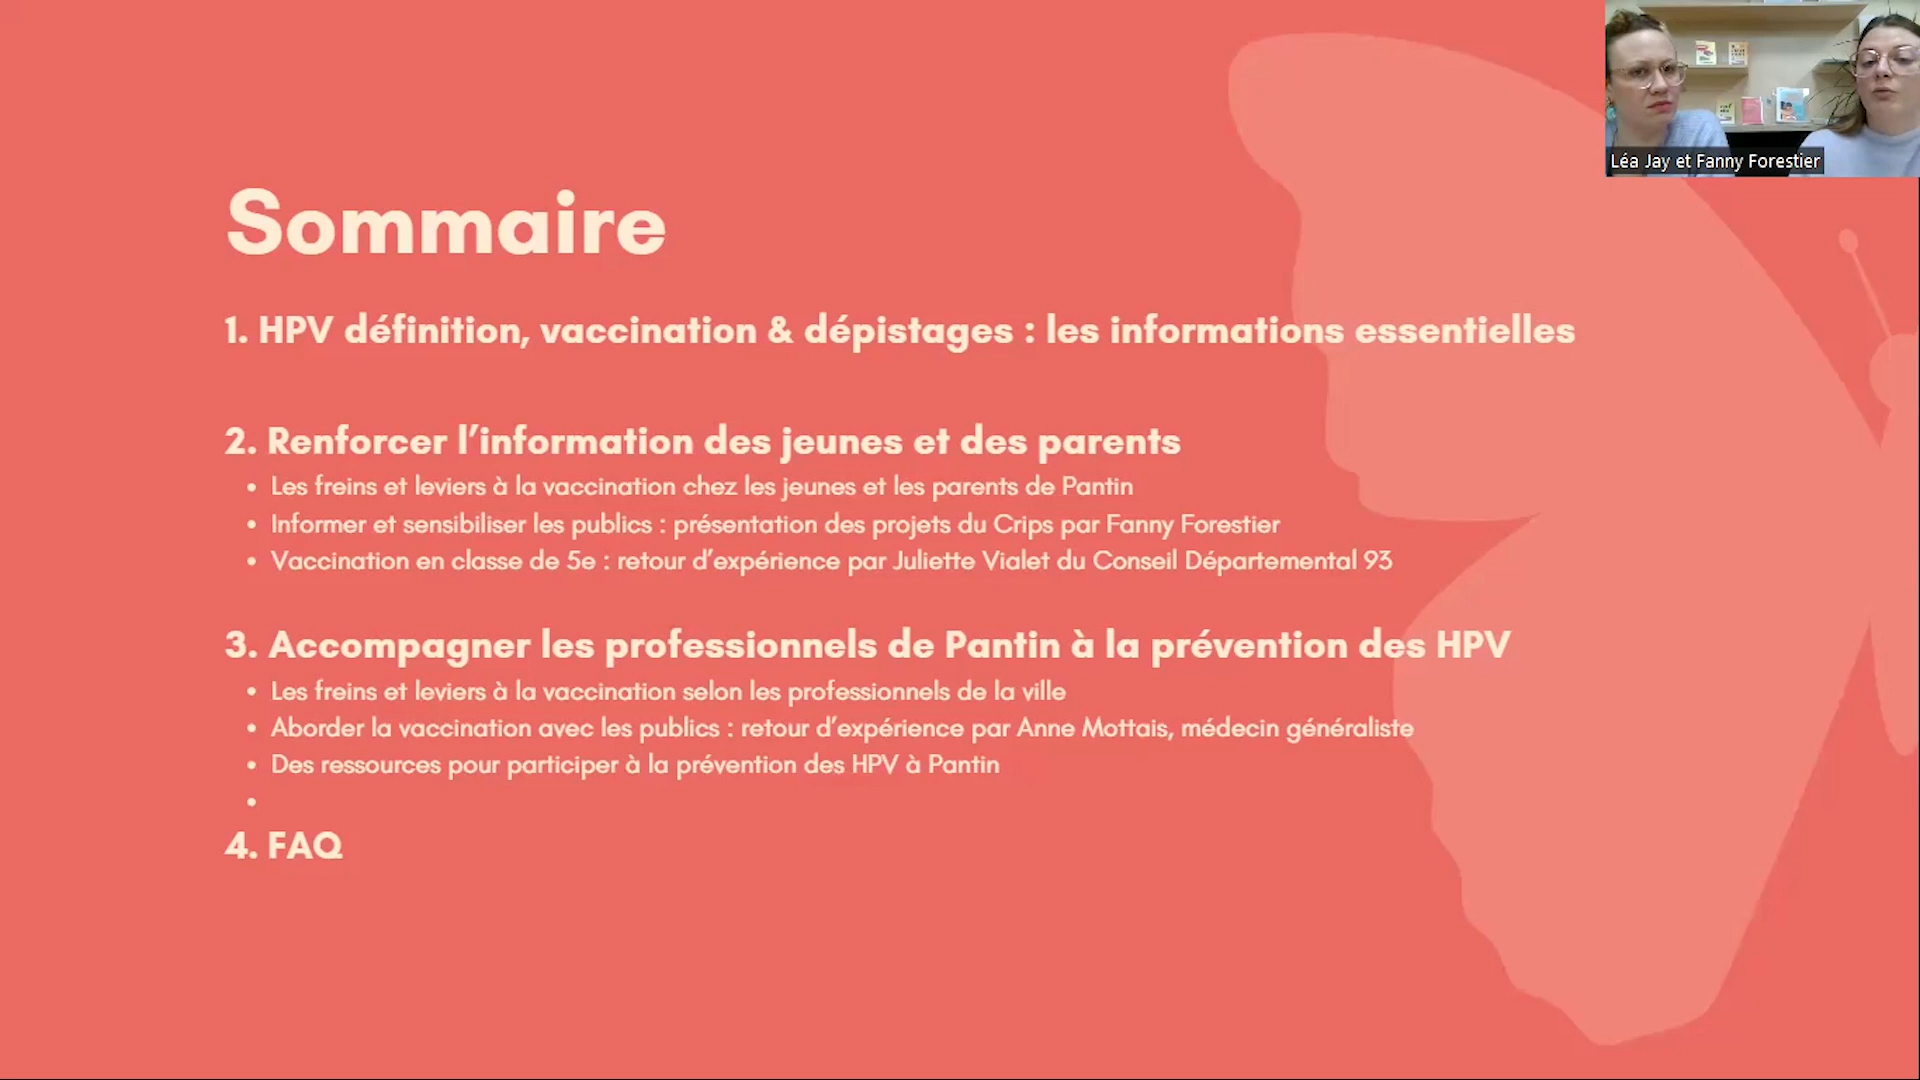 Léa Jay et Fanny Forestier
Sommaire
1. HPV définition, vaccination & dépistages : les informations essentielles
2. Renforcer l’information des jeunes et des parents
• Les freins et leviers à la vaccination chez les jeunes et les parents de Pantin
• Informer et sensibiliser les publics : présentation des projets du Crips par Fanny Forestier
• Vaccination en classe de 5e : retour d’expérience par Juliette Vialet du Conseil Départemental 93
3. Accompagner les professionnels de Pantin à la prévention des HPV
• Les freins et leviers à la vaccination selon les professionnels de la ville
• Aborder la vaccination avec les publics : retour d’expérience par Anne Mottais, médecin généraliste
• Des ressources pour participer à la prévention des HPV à Pantin
•
4. FAQ